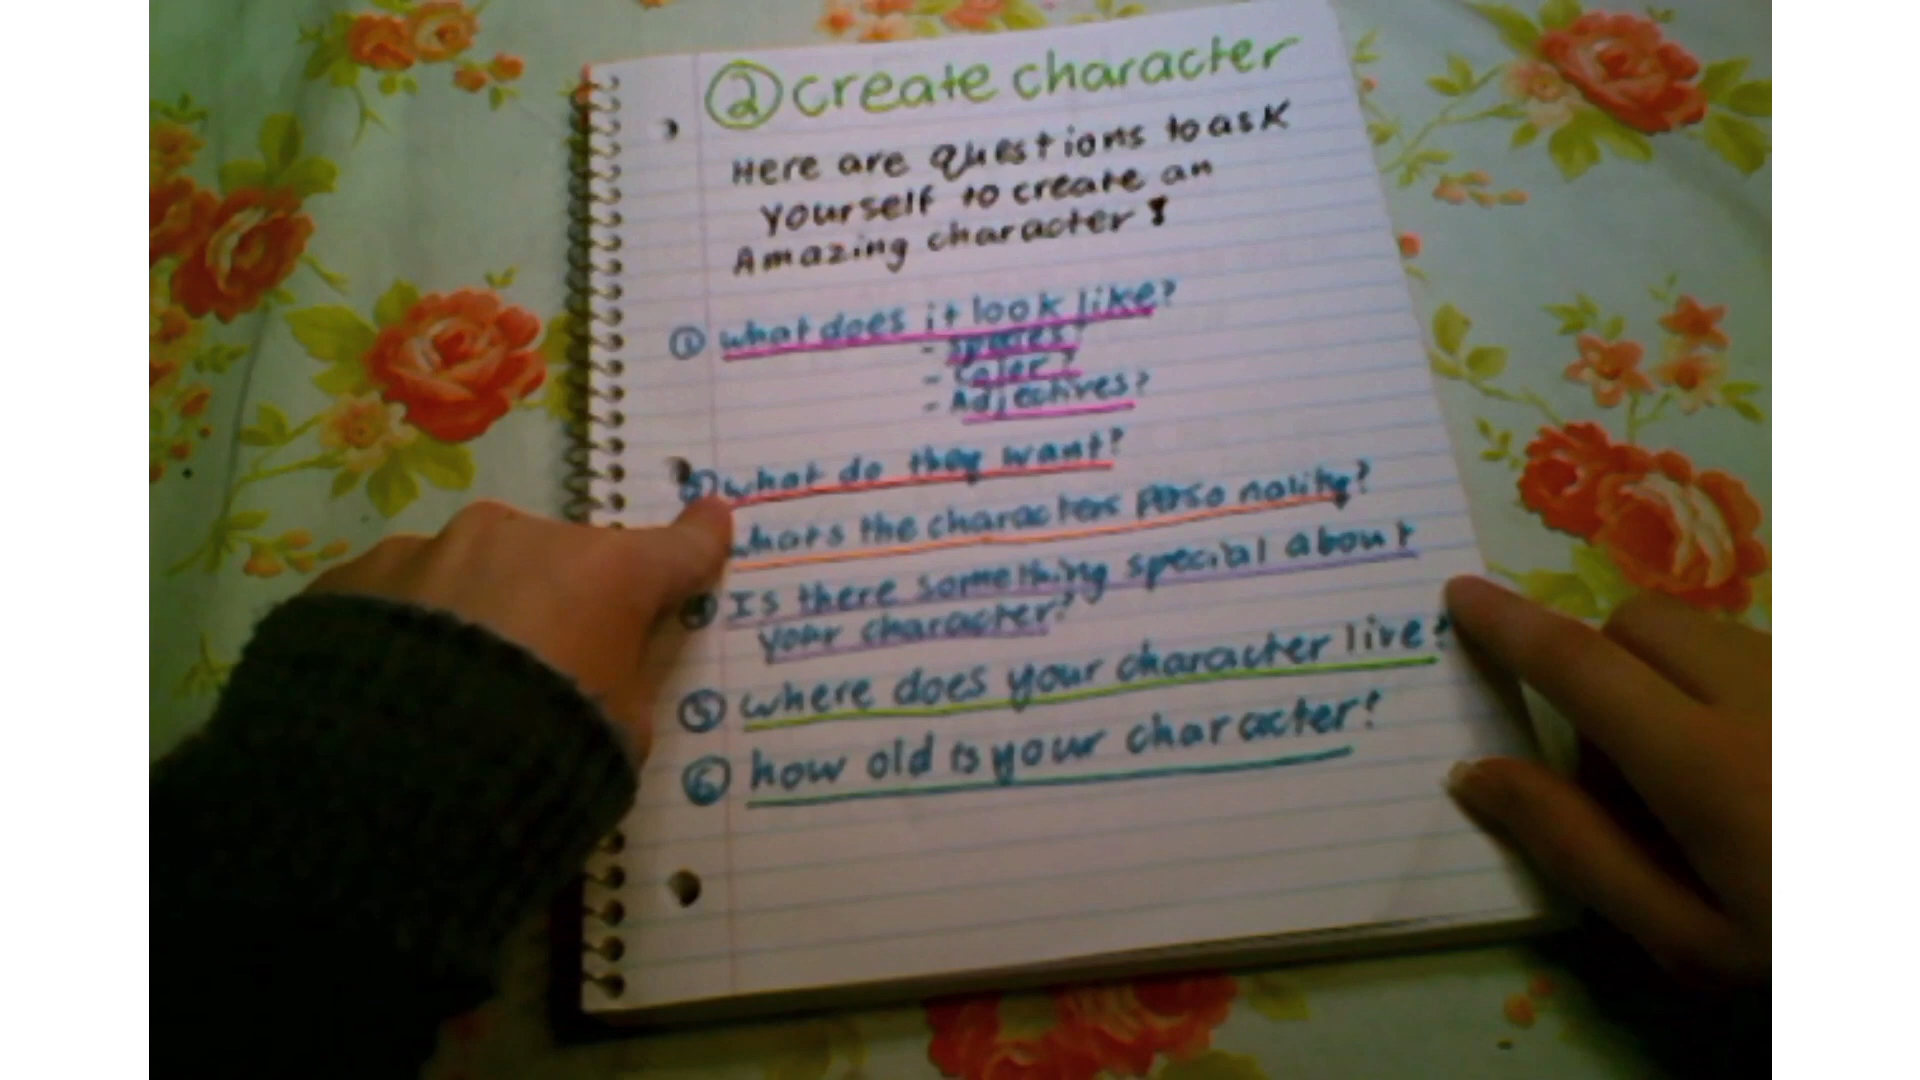 ② create character
Here are questions to ask
yourself to create an
Amazing character!
① what does it look like?
- Species?
- Color?
- Adjectives?
② what do they want?
whats the characters personality?
④ Is there something special about
your character?
⑤ where does your character live?
⑥ how old is your character?